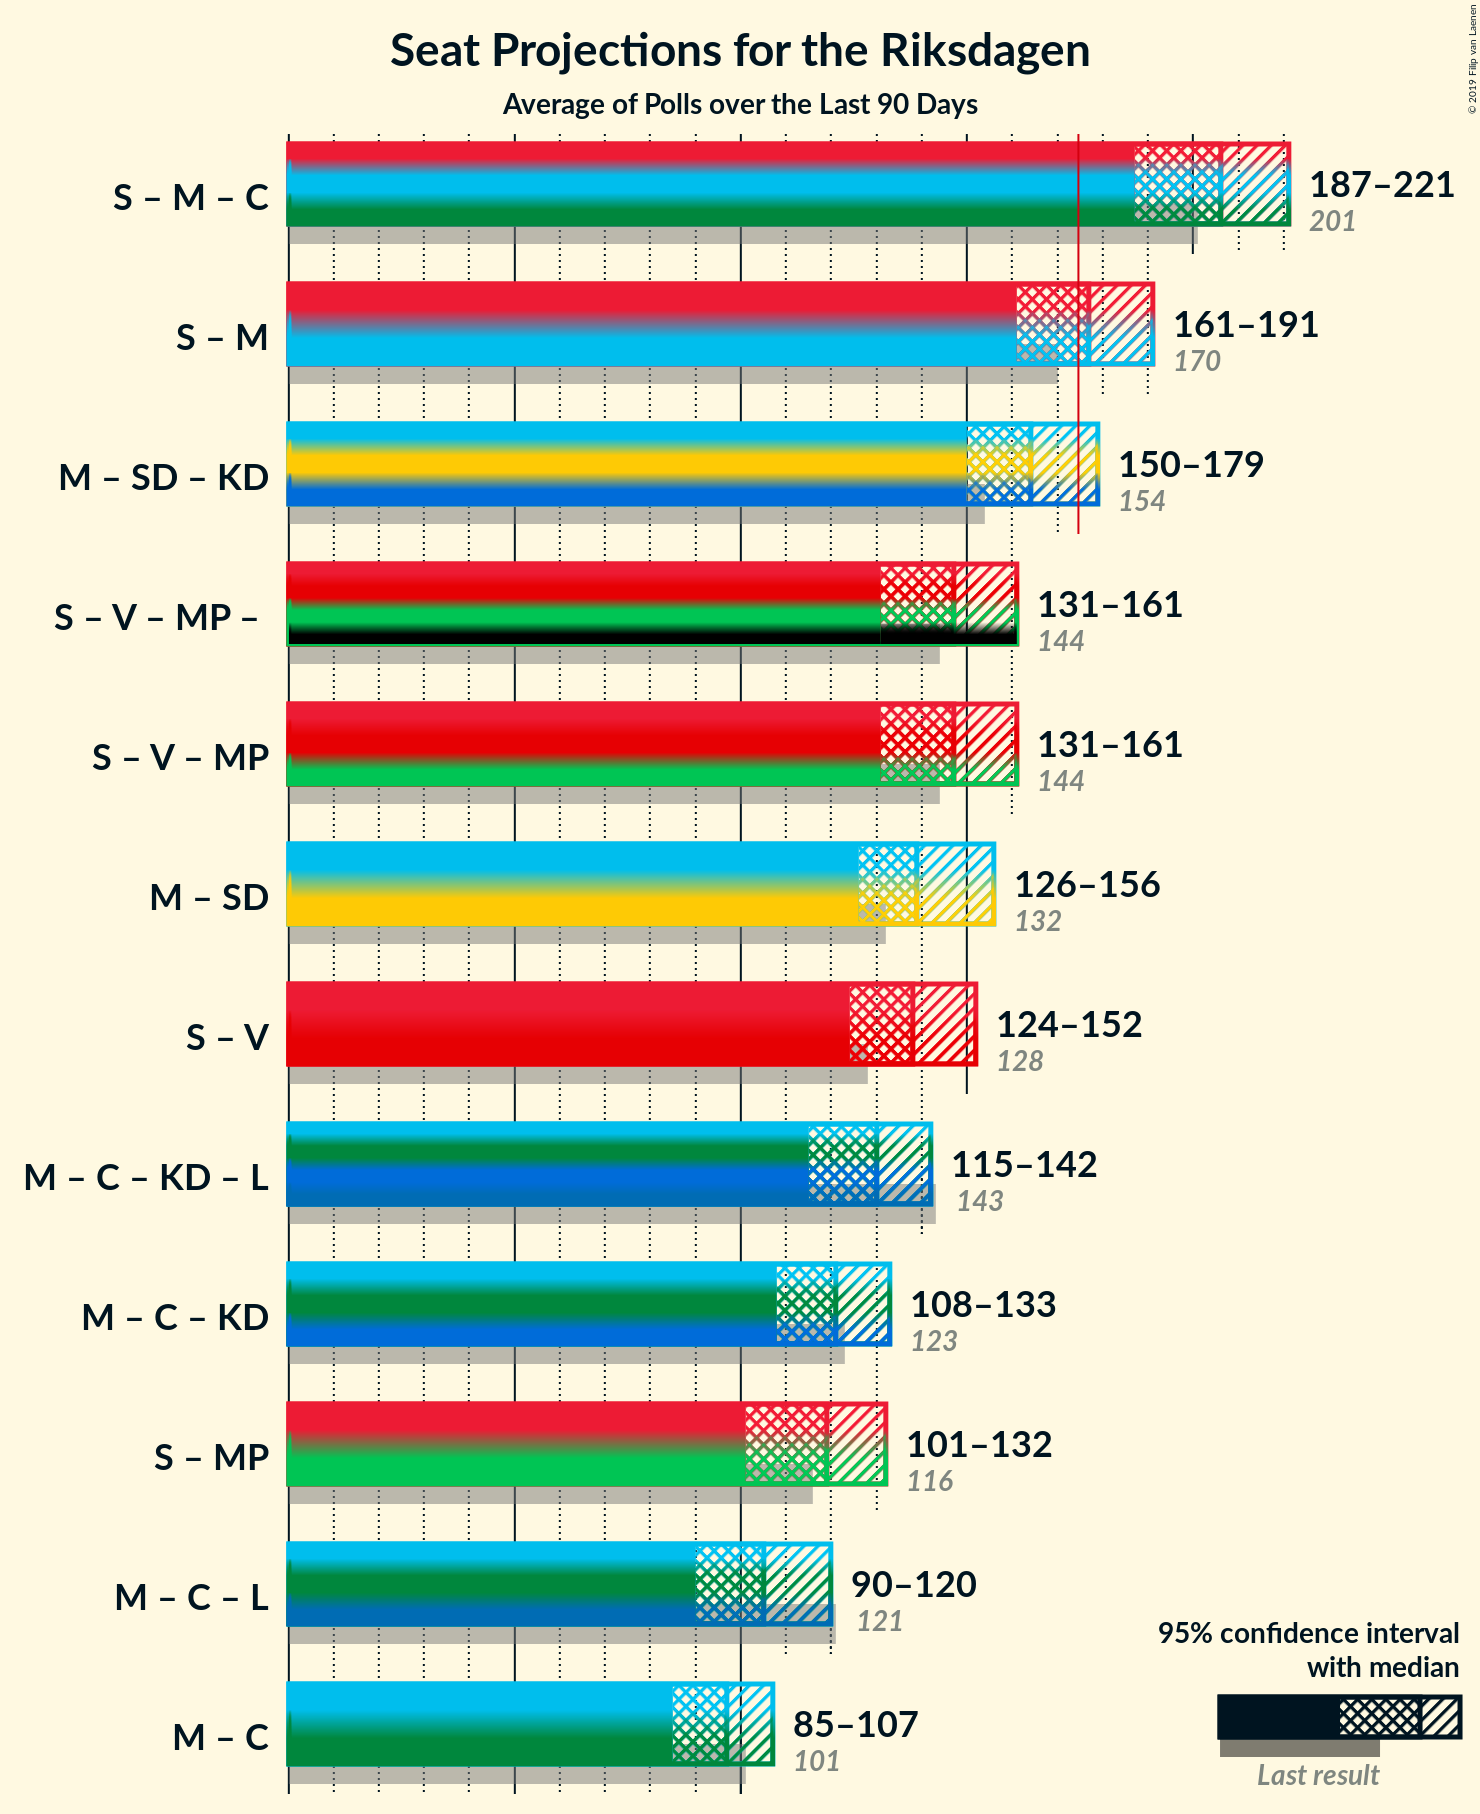 © 2019 Filip van Laenen
Seat Projections for the Riksdagen
Average of Polls over the Last 90 Days
S – M – C
187–221
201
S – M
161–191
170
M – SD – KD
150–179
154
S – V – MP –
131–161
144
S – V – MP
131–161
144
M – SD
126–156
132
S – V
124–152
128
M – C – KD – L
115–142
143
M – C – KD
108–133
123
S – MP
101–132
116
M – C – L
90–120
121
M – C
85–107
101
95% confidence interval
with median
Last result